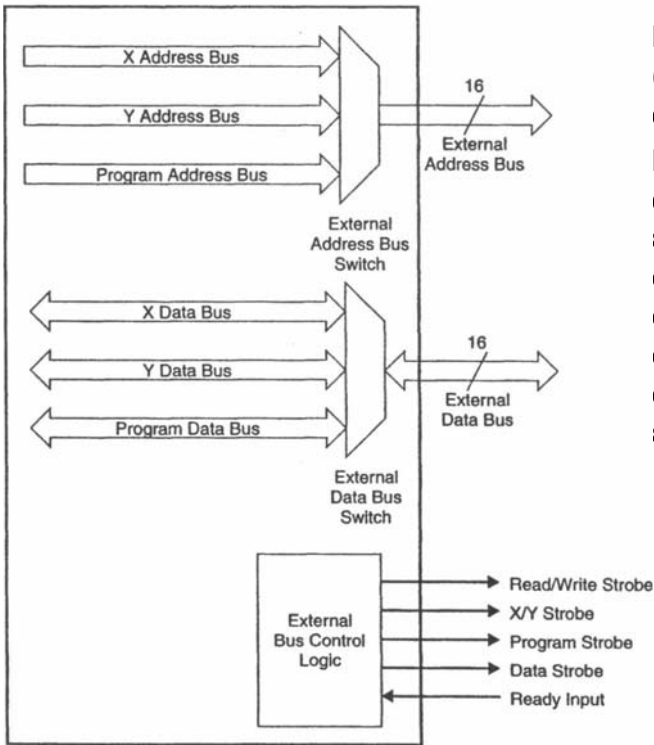 X Address Bus
Y Address Bus
Program Address Bus
16
External
Address Bus
External
Address Bus
Switch
X Data Bus
Y Data Bus
Program Data Bus
16
External
Data Bus
External
Data Bus
Switch
External
Bus Control
Logic
Read/Write Strobe
X/Y Strobe
Program Strobe
Data Strobe
Ready Input